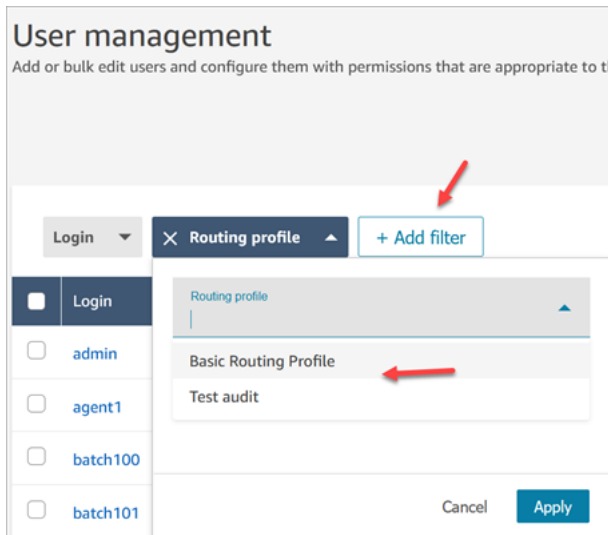 User management
Add or bulk edit users and configure them with permissions that are appropriate to t
Login
Routing profile
+ Add filter
Login
Routing profile
admin
Basic Routing Profile
agent1
Test audit
batch100
batch101
Cancel
Apply